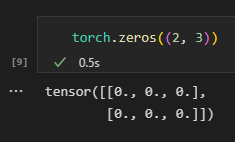 torch.zeros((2, 3))
[9]
✓ 0.5s
... tensor([[0., 0., 0.],
[0., 0., 0.]])